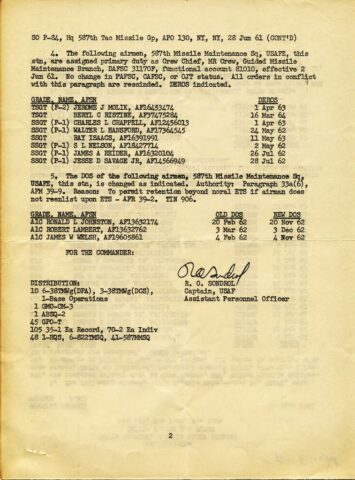 SO P-84, Hq 587th Tac Missile Gp, APO 130, NY, NY, 28 Jun 61 (CONT'D)
4. The following airmen, 587th Missile Maintenance Sq, USAFE, this
stn, are assigned primary duty as Crew Chief, MR Crew, Guided Missile
Maintenance Branch, DAFSC 31170F, functional account 21010, effective 2
Jun 61. No change in PAFSC, CAFSC, or OJT status. All orders in conflict
with this paragraph are rescinded. DEROS indicated.
GRADE, NAME, AFSN DEROS
TSGT (P-2) JEROME J MOLIK, AF16453474 1 Apr 63
TSGT BERYL G RISTINE, AF37475284 16 Mar 64
SSGT (P-1) CHARLES L CHAPPELL, AF12456013 1 Apr 63
SSGT (P-1) WALTER L HANSFORD, AF17364545 24 May 62
SSGT RAY ISAACS, AF16391991 11 May 63
SSGT (P-1) S L NELSON, AF18427714 2 May 62
SSGT (P-1) JAMES A REIDER, AF16320104 26 Jul 62
SSGT (P-1) JESSE D SAVAGE JR, AF14566949 28 Jul 62
5. The DOS of the following airmen, 587th Missile Maintenance Sq,
USAFE, this stn, is changed as indicated. Authority: Paragraph 33a(6),
AFM 39-9. Reason: To permit retention beyond noral ETS if airman does
not reenlist upon ETS - AFR 39-2. TIN 906.
GRADE, NAME, AFSN OLD DOS NEW DOS
A1C RONALD L JOHNSTON, AF13632174 20 Feb 62 20 Nov 62
A1C ROBERT LAMBERT, AF13632762 3 Mar 62 3 Dec 62
A1C JAMES W WELSH, AF19605861 4 Feb 62 4 Nov 62
FOR THE COMMANDER:
R. O. SONDROL
Captain, USAF
Assistant Personnel Officer
DISTRIBUTION:
10 6-38TMWg(DPA), 3-38TMWg(DCS),
1-Base Operations
1 GMO-CM-3
1 ABSQ-2
45 GPO-T
105 35-1 Ea Record, 70-2 Ea Indiv
48 1-HQS, 6-822TMSQ, 41-587MMSQ
2